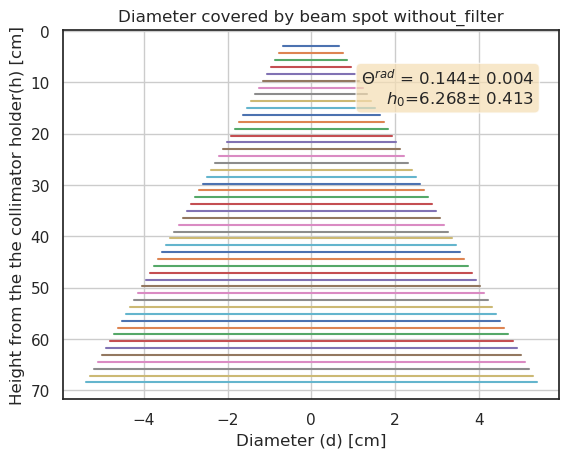 Diameter covered by beam spot without_filter
Height from the the collimator holder(h) [cm]
0
10
20
30
40
50
60
70
Θ^rad = 0.144± 0.004
h₀=6.268± 0.413
−4 −2 0 2 4
Diameter (d) [cm]